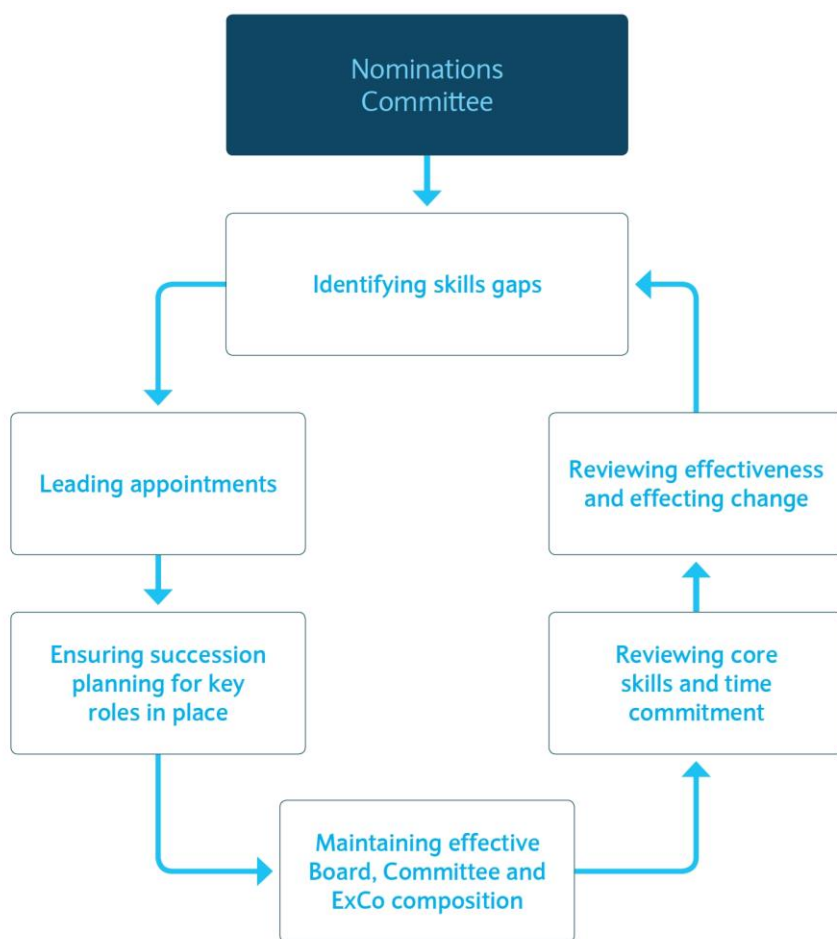 Nominations
Committee
Identifying skills gaps
Leading appointments
Ensuring succession
planning for key
roles in place
Maintaining effective
Board, Committee and
ExCo composition
Reviewing core
skills and time
commitment
Reviewing effectiveness
and effecting change